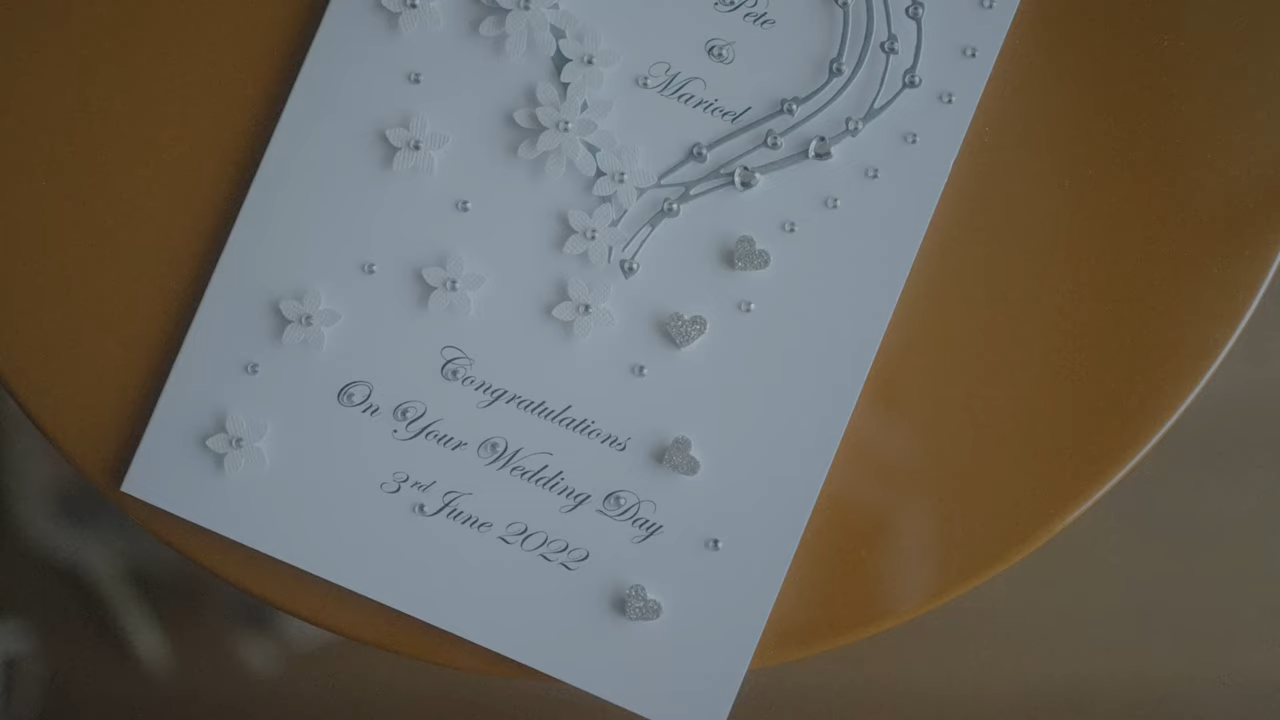 Pete
&
Maricel
Congratulations
On Your Wedding Day
3rd June 2022